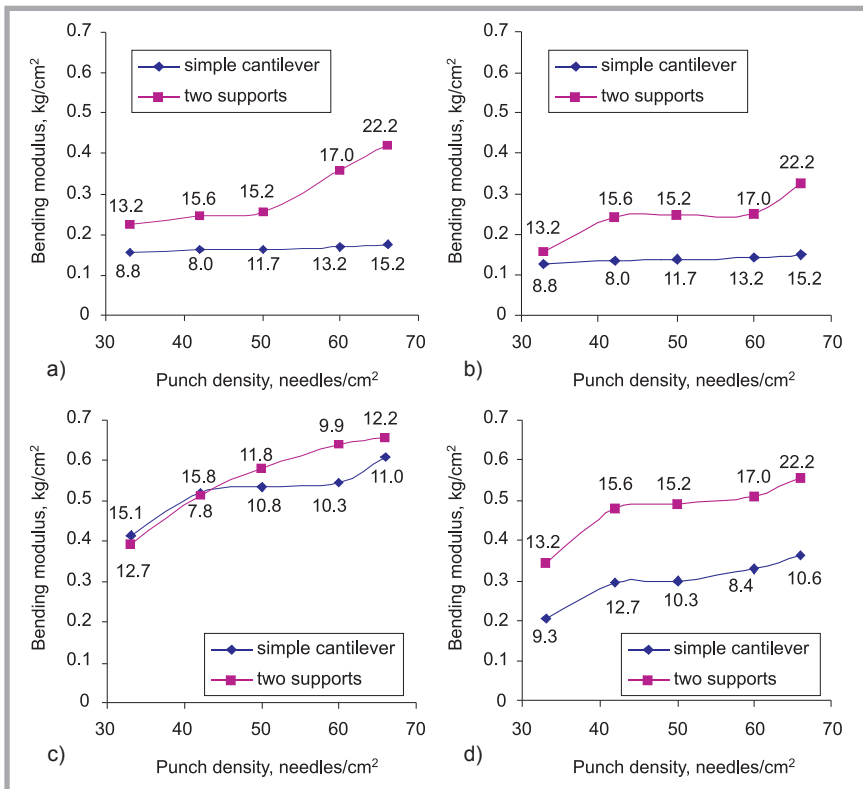 0.7
0.6
0.5
0.4
0.3
0.2
0.1
0
Bending modulus, kg/cm²
simple cantilever
two supports
13.2 15.6 15.2 17.0 22.2
8.8 8.0 11.7 13.2 15.2
30 40 50 60 70
a) Punch density, needles/cm²
0.7
0.6
0.5
0.4
0.3
0.2
0.1
0
Bending modulus, kg/cm²
simple cantilever
two supports
13.2 15.6 15.2 17.0 22.2
8.8 8.0 11.7 13.2 15.2
30 40 50 60 70
b) Punch density, needles/cm²
0.7
0.6
0.5
0.4
0.3
0.2
0.1
0
Bending modulus, kg/cm²
15.1 15.8 11.8 9.9 12.2
12.7 7.8 10.8 10.3 11.0
simple cantilever
two supports
30 40 50 60 70
c) Punch density, needles/cm²
0.7
0.6
0.5
0.4
0.3
0.2
0.1
0
Bending modulus, kg/cm²
13.2 15.6 15.2 17.0 22.2
9.3 12.7 10.3 8.4 10.6
simple cantilever
two supports
30 40 50 60 70
d) Punch density, needles/cm²